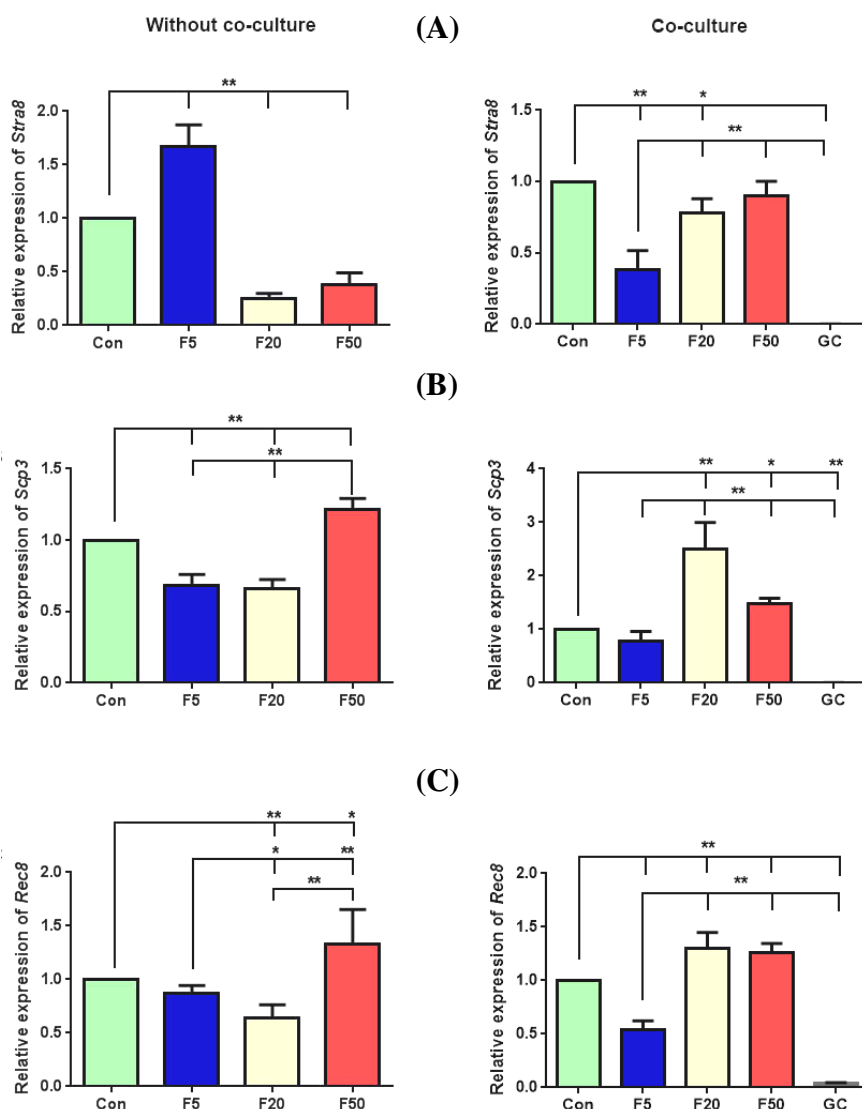 Without co-culture
(A)
Co-culture
Relative expression of Stra8
2.0
1.5
1.0
0.5
0.0
**
Con F5 F20 F50
Relative expression of Stra8
1.5
1.0
0.5
0.0
** *
**
Con F5 F20 F50 GC
(B)
Relative expression of Scp3
1.5
1.0
0.5
0.0
**
**
Con F5 F20 F50
Relative expression of Scp3
4
3
2
1
0
** * **
**
Con F5 F20 F50 GC
(C)
Relative expression of Rec8
2.0
1.5
1.0
0.5
0.0
** *
* **
**
Con F5 F20 F50
Relative expression of Rec8
2.0
1.5
1.0
0.5
0.0
**
**
Con F5 F20 F50 GC